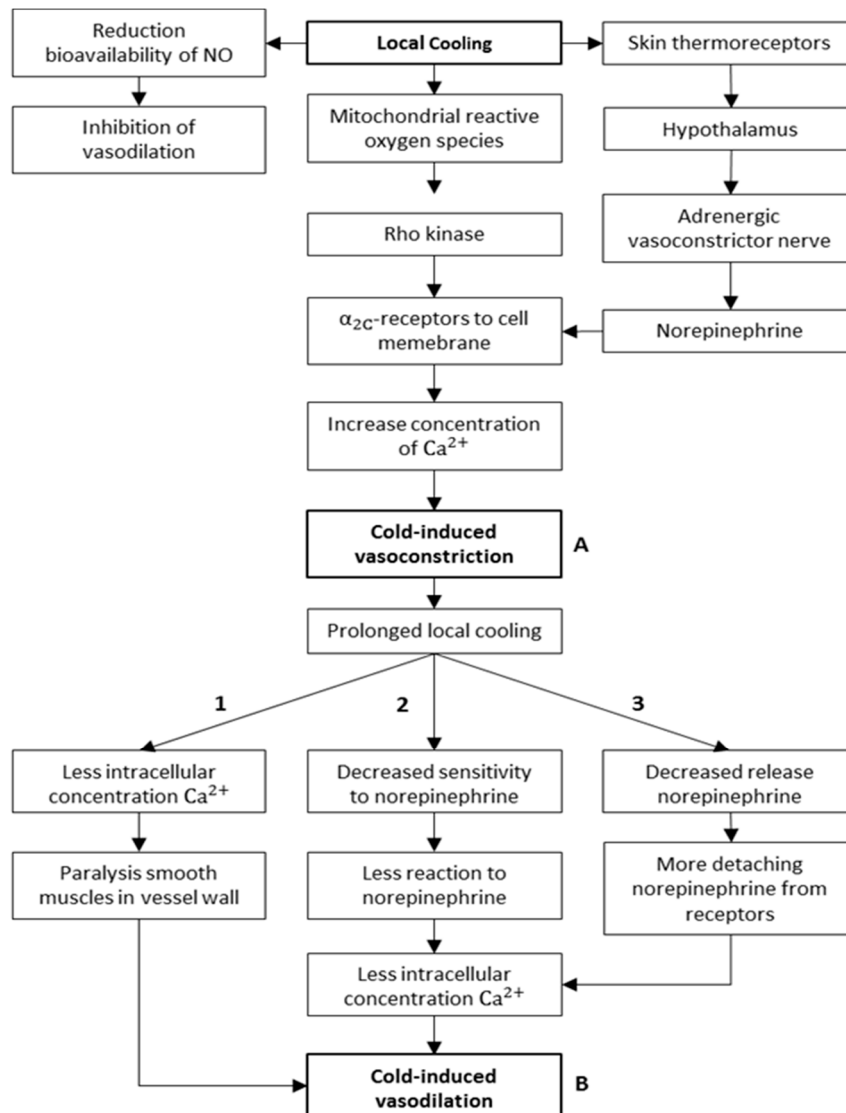 Reduction
bioavailability of NO
Local Cooling
Skin thermoreceptors
Inhibition of
vasodilation
Mitochondrial reactive
oxygen species
Hypothalamus
Rho kinase
Adrenergic
vasoconstrictor nerve
α₂C-receptors to cell
memebrane
Norepinephrine
Increase concentration
of Ca²⁺
Cold-induced
vasoconstriction
A
Prolonged local cooling
1
2
3
Less intracellular
concentration Ca²⁺
Decreased sensitivity
to norepinephrine
Decreased release
norepinephrine
Paralysis smooth
muscles in vessel wall
Less reaction to
norepinephrine
More detaching
norepinephrine from
receptors
Less intracellular
concentration Ca²⁺
Cold-induced
vasodilation
B